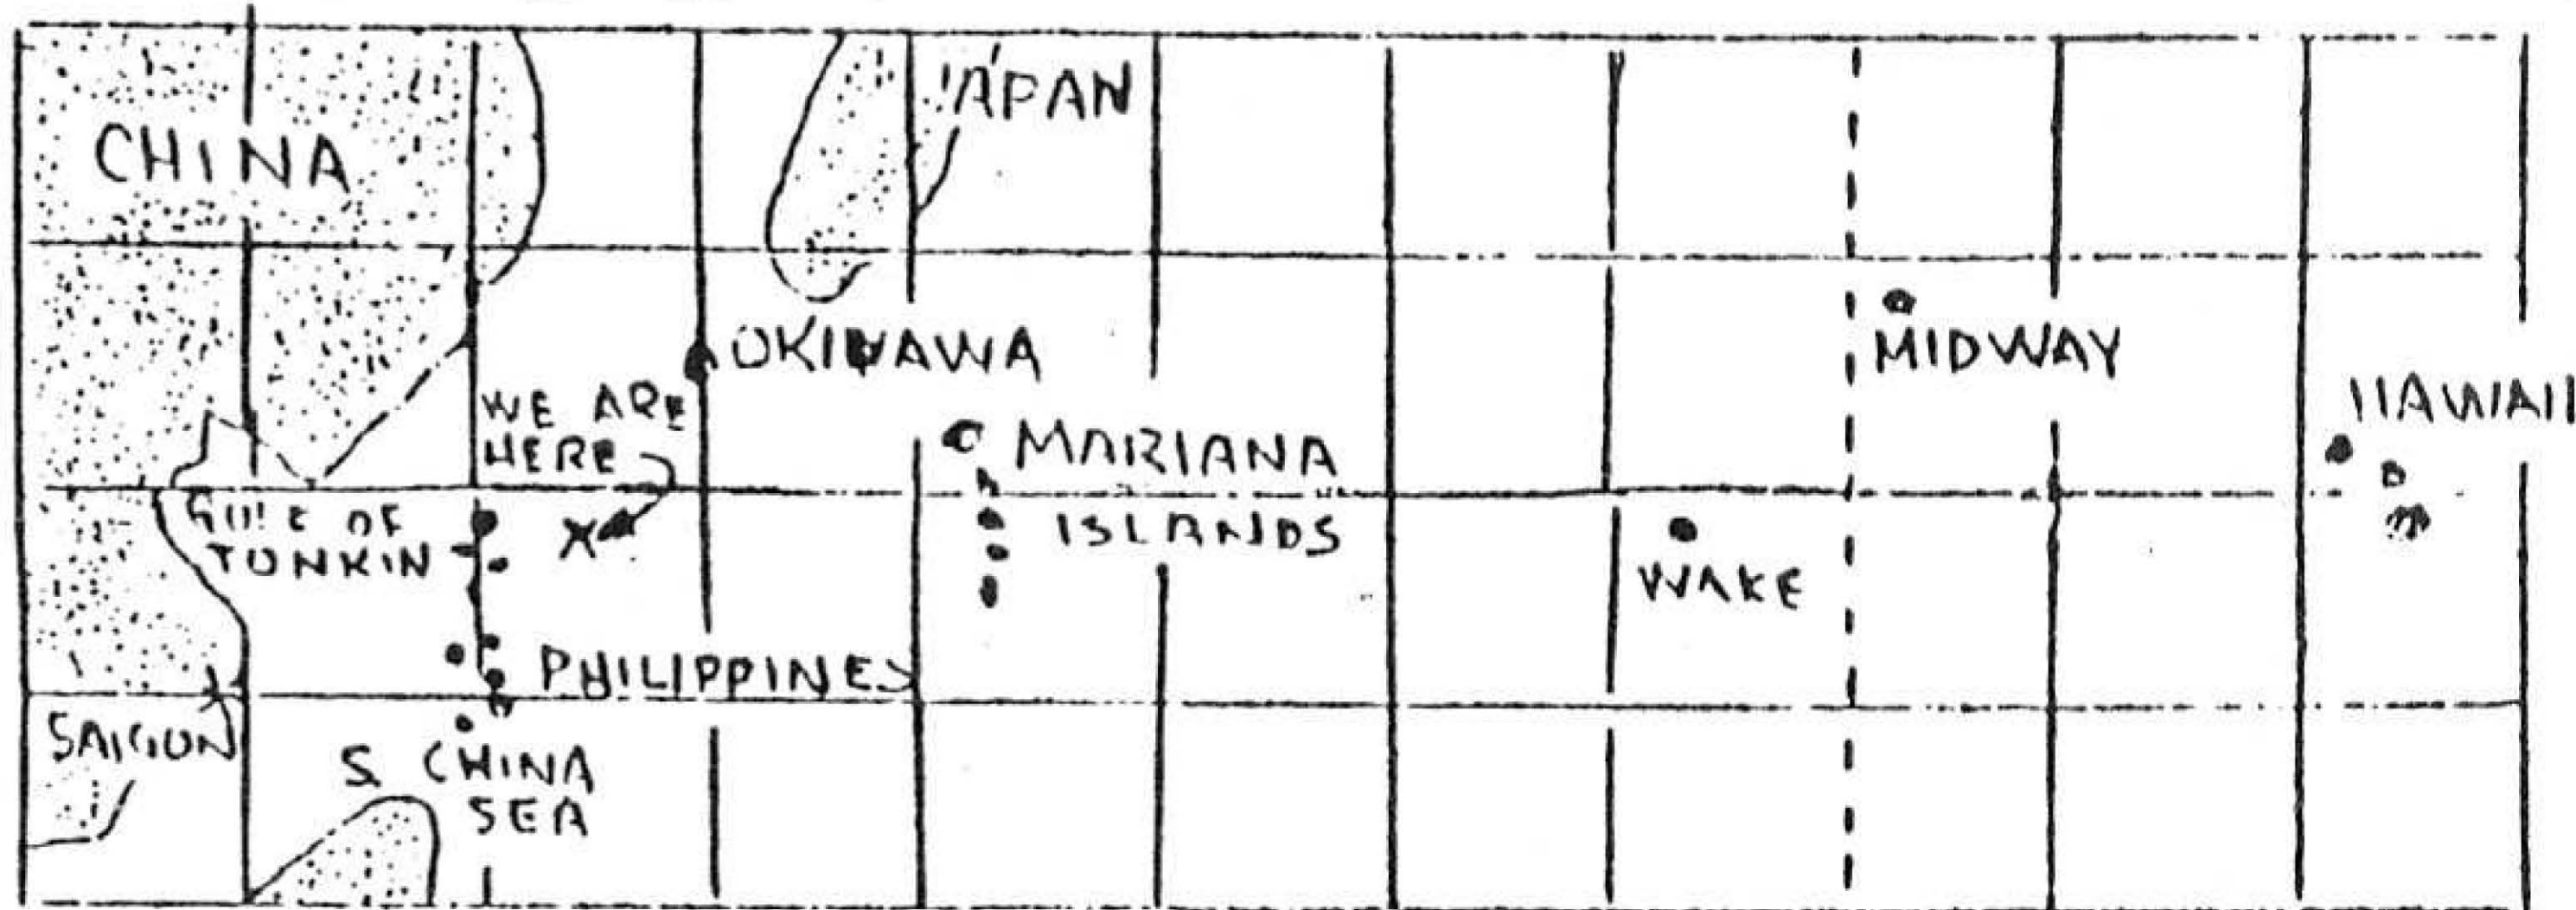 JAPAN
CHINA
OKINAWA
MIDWAY
WE ARE
HERE
HAWAII
MARIANA
ISLANDS
GULF OF
TONKIN
WAKE
PHILIPPINES
SAIGON
S. CHINA
SEA